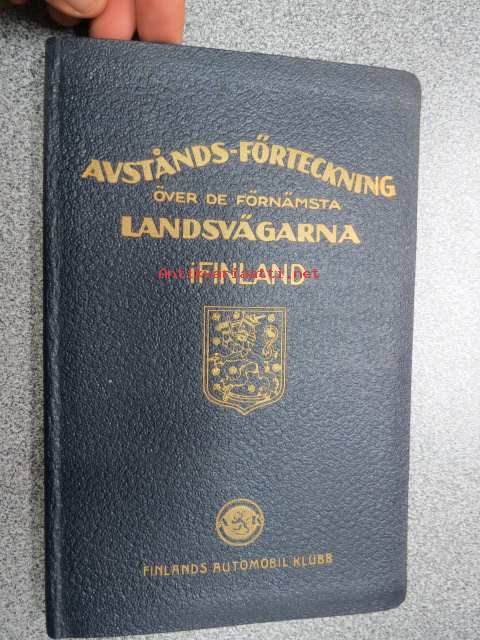 AVSTÅNDS-FÖRTECKNING
ÖVER DE FÖRNÄMSTA
LANDSVÄGARNA
i FINLAND
Antikvariaatti.net
FINLANDS AUTOMOBIL KLUBB